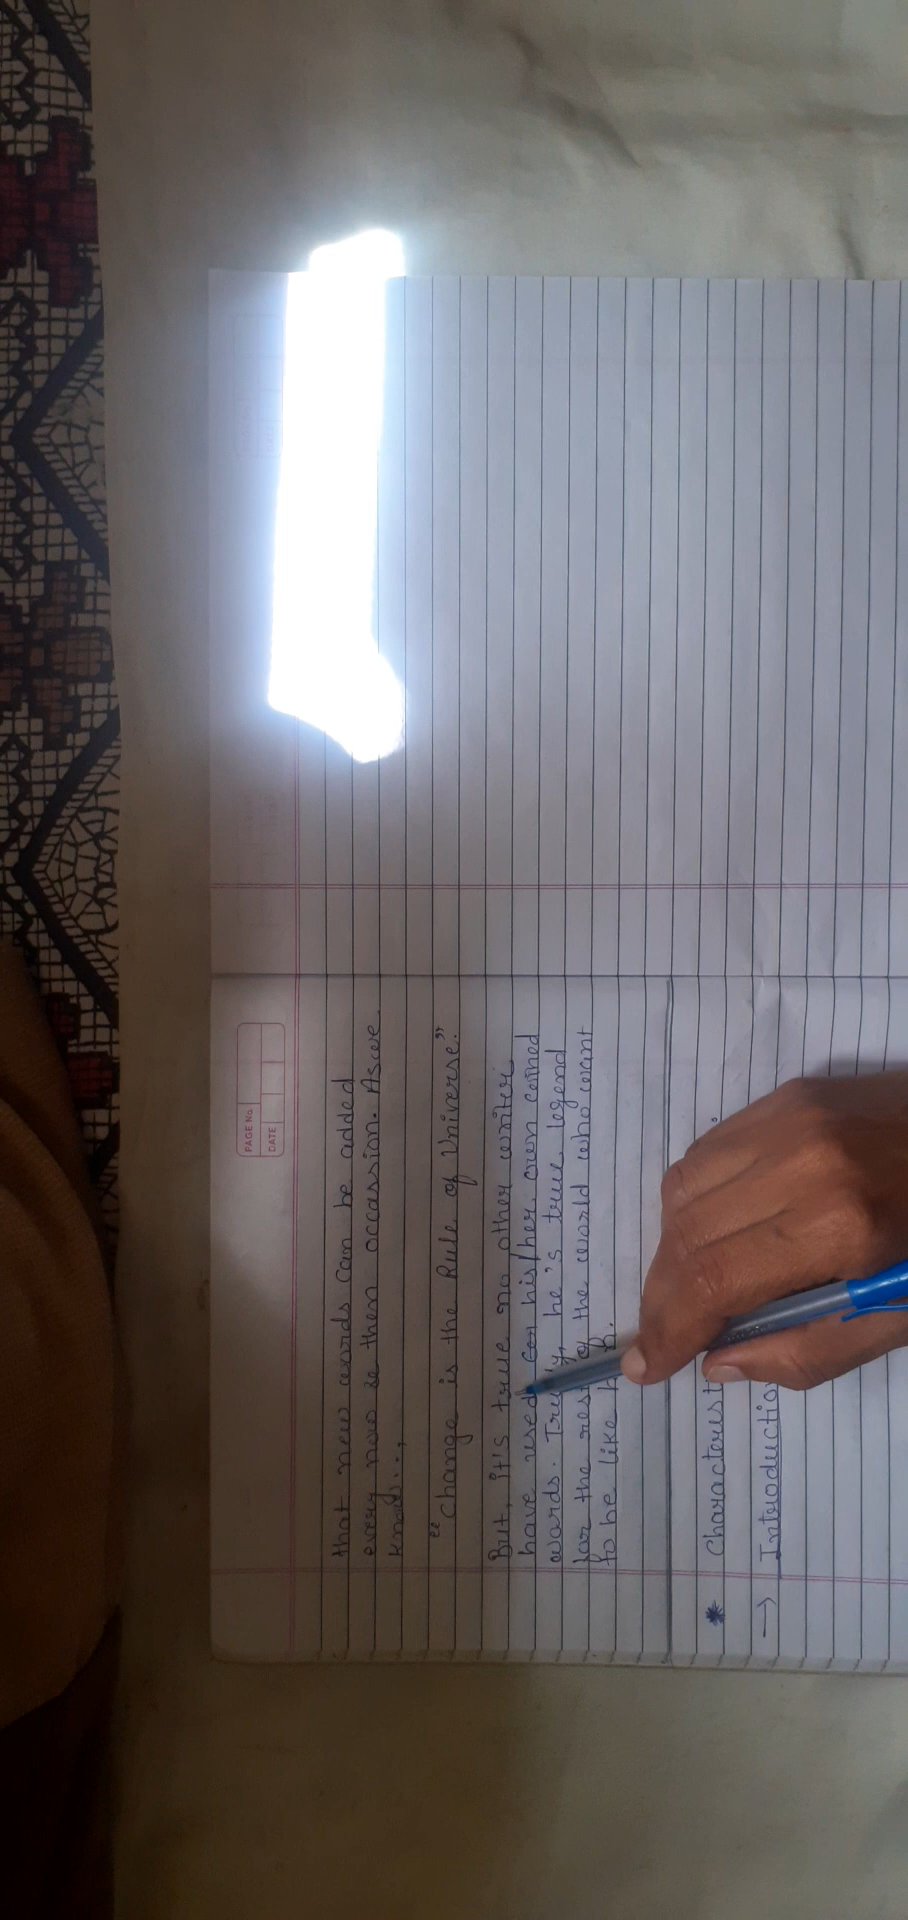 PAGE No.
DATE
that new words can be added
every now & then occassion. As we
knows...,
"Change is the Rule of Universe."
But, it's true no other writer
have used his/her own coined
words. Truly, he's true legend
for the rest of the world who want
to be like
* Characterist
→ Introductio